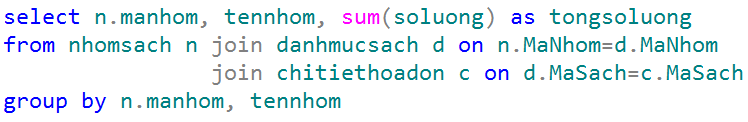 select n.manhom, tennhom, sum(soluong) as tongsoluong
from nhomsach n join danhmucsach d on n.MaNhom=d.MaNhom
join chitiethoadon c on d.MaSach=c.MaSach
group by n.manhom, tennhom